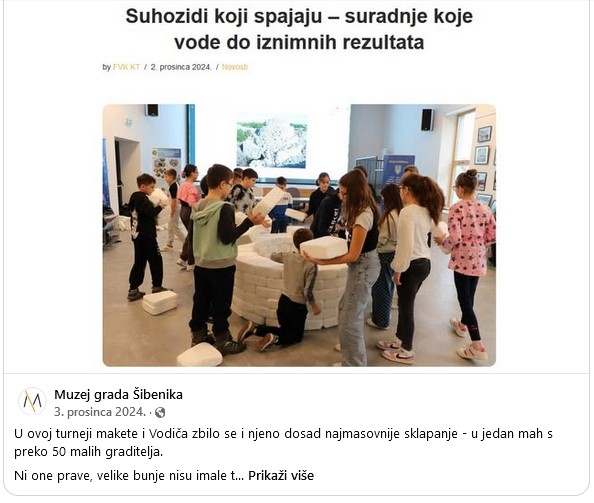 Suhozidi koji spajaju – suradnje koje
vode do iznimnih rezultata
by FVK KT / 2. prosinca 2024. / Novosti
Muzej grada Šibenika
3. prosinca 2024. ·
U ovoj turneji makete i Vodiča zbilo se i njeno dosad najmasovnije sklapanje - u jedan mah s
preko 50 malih graditelja.
Ni one prave, velike bunje nisu imale t... Prikaži više